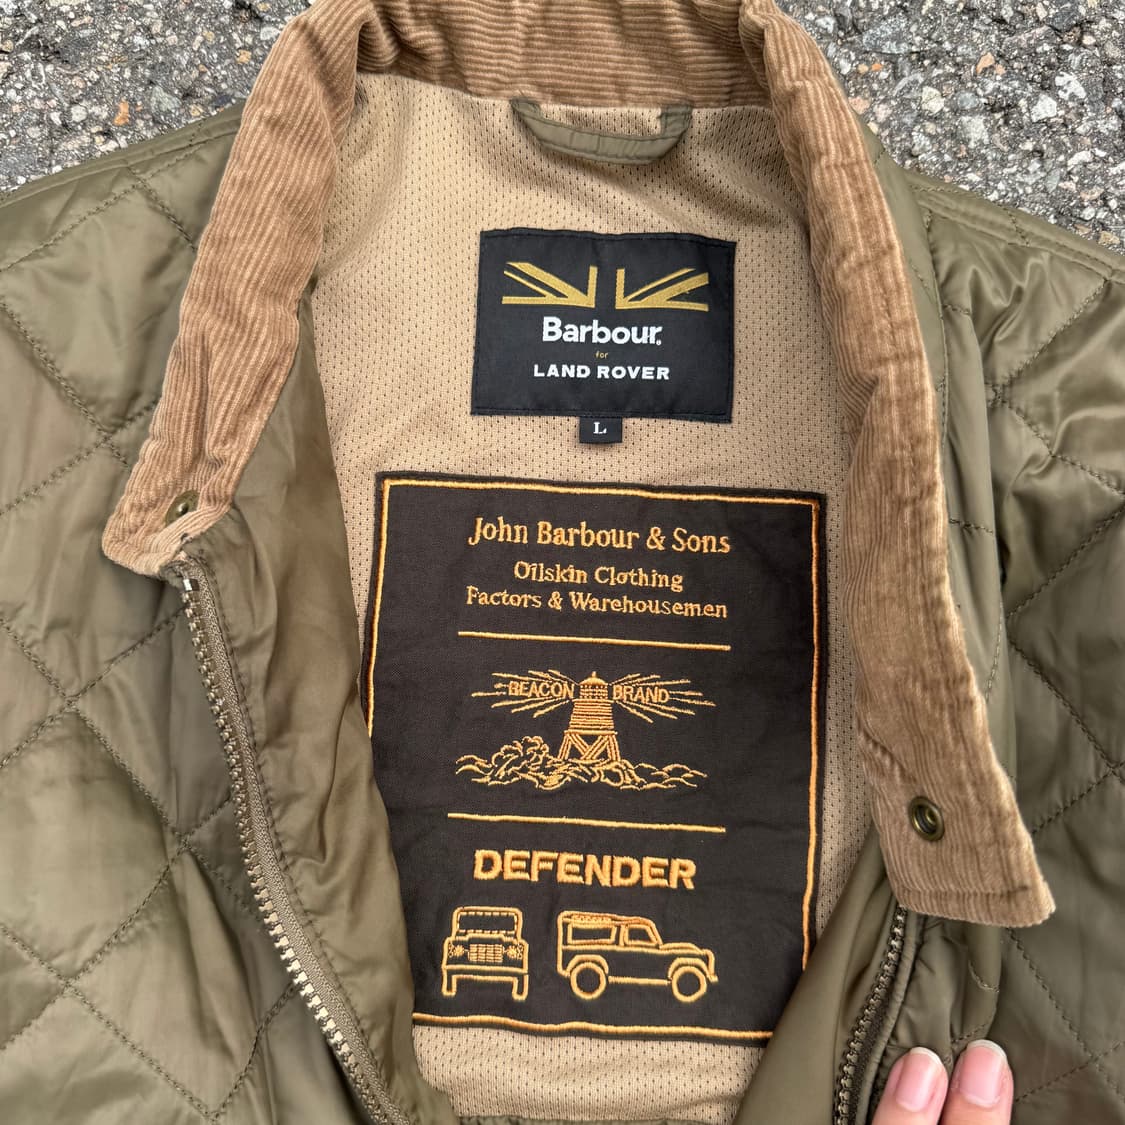 Barbour.
for
LAND ROVER
L
John Barbour & Sons
Oilskin Clothing
Factors & Warehousemen
BEACON BRAND
DEFENDER